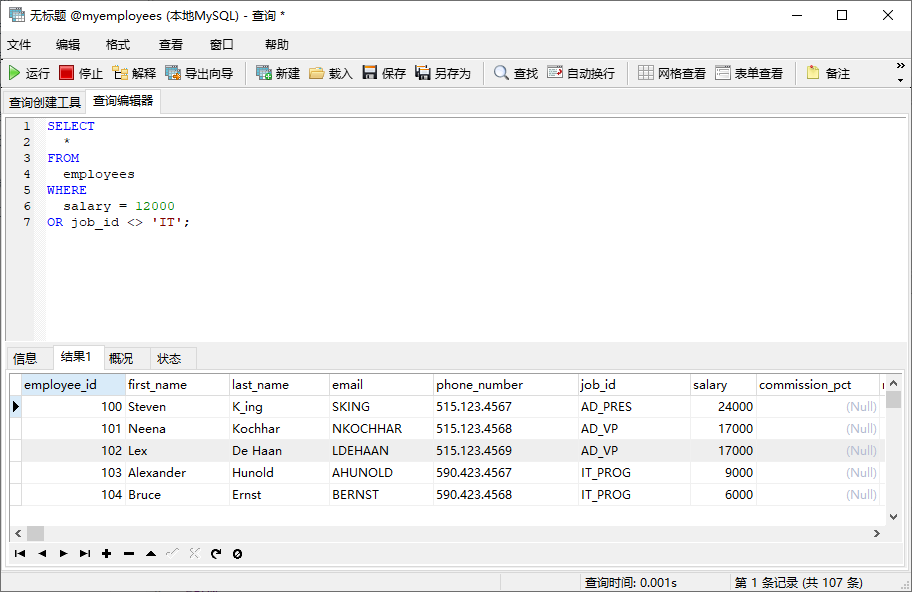 无标题 @myemployees (本地MySQL) - 查询 *
文件 编辑 格式 查看 窗口 帮助
运行 停止 解释 导出向导 新建 载入 保存 另存为 查找 自动换行 网格查看 表单查看 备注 »
查询创建工具 查询编辑器
1 SELECT
2 *
3 FROM
4 employees
5 WHERE
6 salary = 12000
7 OR job_id <> 'IT';
信息 结果1 概况 状态
employee_id first_name last_name email phone_number job_id salary commission_pct
100 Steven K_ing SKING 515.123.4567 AD_PRES 24000 (Null)
101 Neena Kochhar NKOCHHAR 515.123.4568 AD_VP 17000 (Null)
102 Lex De Haan LDEHAAN 515.123.4569 AD_VP 17000 (Null)
103 Alexander Hunold AHUNOLD 590.423.4567 IT_PROG 9000 (Null)
104 Bruce Ernst BERNST 590.423.4568 IT_PROG 6000 (Null)
查询时间: 0.001s 第 1 条记录 (共 107 条)